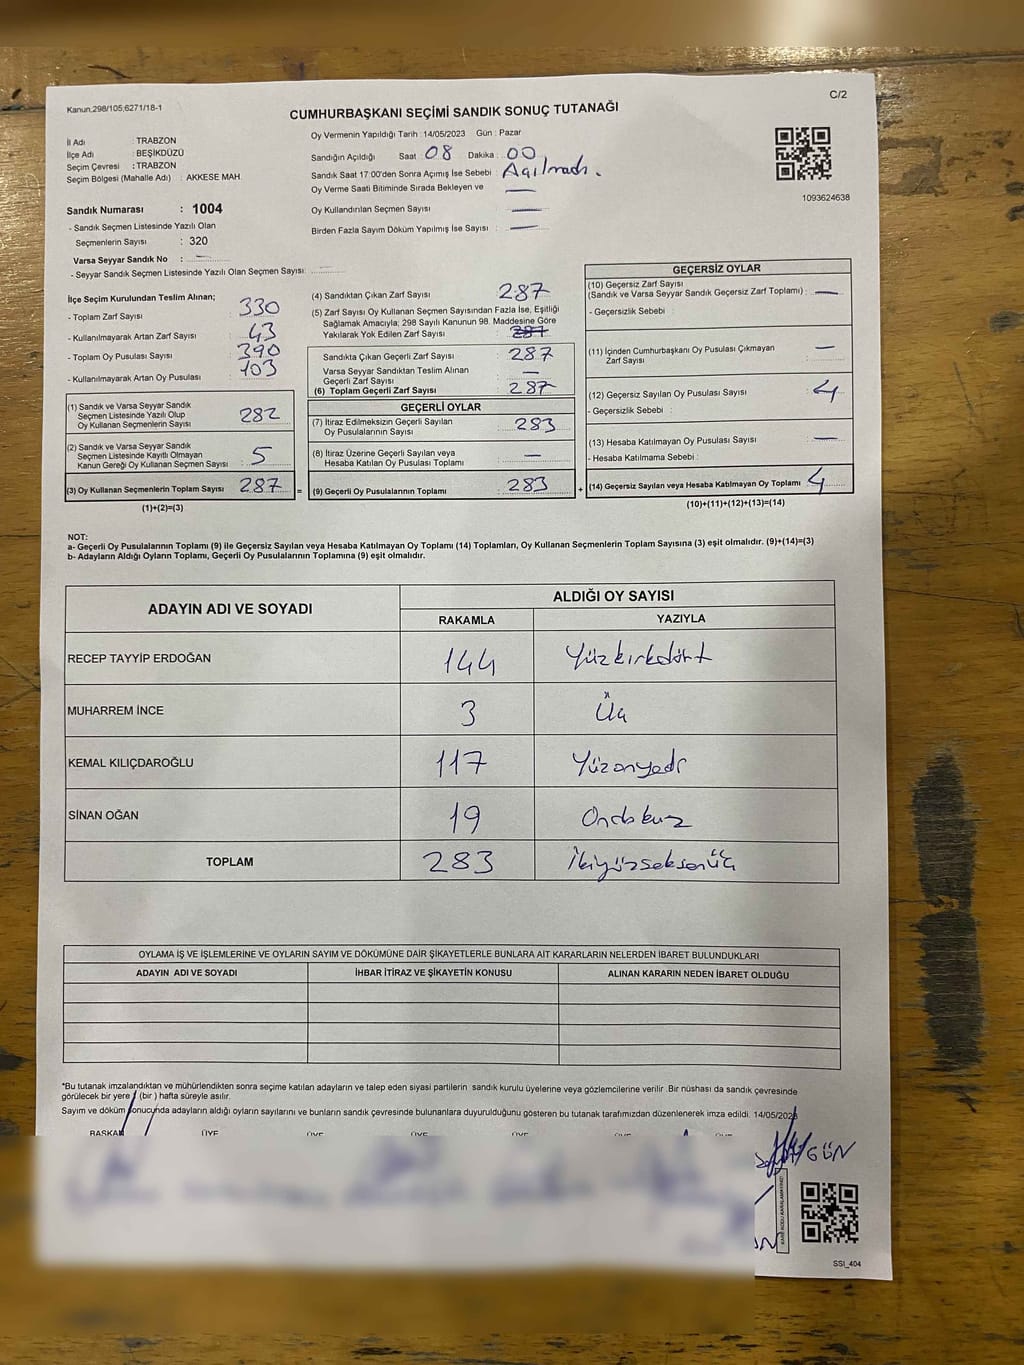 Kanun.298/105;6271/18-1
C/2
CUMHURBAŞKANI SEÇİMİ SANDIK SONUÇ TUTANAĞI
İl Adı : TRABZON
İlçe Adı : BEŞİKDÜZÜ
Seçim Çevresi : TRABZON
Seçim Bölgesi (Mahalle Adı) : AKKESE MAH.
Sandık Numarası : 1004
- Sandık Seçmen Listesinde Yazılı Olan
Seçmenlerin Sayısı : 320
Varsa Seyyar Sandık No : —
- Seyyar Sandık Seçmen Listesinde Yazılı Olan Seçmen Sayısı: —
Oy Vermenin Yapıldığı Tarih : 14/05/2023 Gün : Pazar
Sandığın Açıldığı Saat : 08 Dakika : 00
Sandık Saat 17:00'den Sonra Açımış İse Sebebi : Açılmadı.
Oy Verme Saati Bitiminde Sırada Bekleyen ve —
Oy Kullandırılan Seçmen Sayısı —
Birden Fazla Sayım Döküm Yapılmış İse Sayısı : —
1093624638
İlçe Seçim Kurulundan Teslim Alınan;
- Toplam Zarf Sayısı : 330
- Kullanılmayarak Artan Zarf Sayısı : 43
- Toplam Oy Pusulası Sayısı : 390
- Kullanılmayarak Artan Oy Pusulası : 103
(1) Sandık ve Varsa Seyyar Sandık
Seçmen Listesinde Yazılı Olup
Oy Kullanan Seçmenlerin Sayısı : 282
(2) Sandık ve Varsa Seyyar Sandık
Seçmen Listesinde Kayıtlı Olmayan
Kanun Gereği Oy Kullanan Seçmen Sayısı : 5
(3) Oy Kullanan Seçmenlerin Toplam Sayısı : 287 =
(1)+(2)=(3)
(4) Sandıktan Çıkan Zarf Sayısı : 287
(5) Zarf Sayısı Oy Kullanan Seçmen Sayısından Fazla İse, Eşitliği
Sağlamak Amacıyla; 298 Sayılı Kanunun 98. Maddesine Göre
Yakılarak Yok Edilen Zarf Sayısı : 287
Sandıkta Çıkan Geçerli Zarf Sayısı : 287
Varsa Seyyar Sandıktan Teslim Alınan
Geçerli Zarf Sayısı : —
(6) Toplam Geçerli Zarf Sayısı : 287
GEÇERLİ OYLAR
(7) İtiraz Edilmeksizin Geçerli Sayılan
Oy Pusulalarının Sayısı : 283
(8) İtiraz Üzerine Geçerli Sayılan veya
Hesaba Katılan Oy Pusulası Toplamı : —
(9) Geçerli Oy Pusulalarının Toplamı : 283 +
GEÇERSİZ OYLAR
(10) Geçersiz Zarf Sayısı
(Sandık ve Varsa Seyyar Sandık Geçersiz Zarf Toplamı) : —
- Geçersizlik Sebebi :
(11) İçinden Cumhurbaşkanı Oy Pusulası Çıkmayan
Zarf Sayısı : —
(12) Geçersiz Sayılan Oy Pusulası Sayısı : 4
- Geçersizlik Sebebi :
(13) Hesaba Katılmayan Oy Pusulası Sayısı : —
- Hesaba Katılmama Sebebi :
(14) Geçersiz Sayılan veya Hesaba Katılmayan Oy Toplamı : 4
(10)+(11)+(12)+(13)=(14)
NOT:
a- Geçerli Oy Pusulalarının Toplamı (9) ile Geçersiz Sayılan veya Hesaba Katılmayan Oy Toplamı (14) Toplamları, Oy Kullanan Seçmenlerin Toplam Sayısına (3) eşit olmalıdır. (9)+(14)=(3)
b- Adayların Aldığı Oyların Toplamı, Geçerli Oy Pusulalarının Toplamına (9) eşit olmalıdır.
ADAYIN ADI VE SOYADI
ALDIĞI OY SAYISI
RAKAMLA YAZIYLA
RECEP TAYYİP ERDOĞAN 144 Yüzkırkdört
MUHARREM İNCE 3 Üç
KEMAL KILIÇDAROĞLU 117 Yüzonyedi
SİNAN OĞAN 19 Ondokuz
TOPLAM 283 İkiyüzseksenüç
OYLAMA İŞ VE İŞLEMLERİNE VE OYLARIN SAYIM VE DÖKÜMÜNE DAİR ŞİKAYETLERLE BUNLARA AİT KARARLARIN NELERDEN İBARET BULUNDUKLARI
ADAYIN ADI VE SOYADI İHBAR İTİRAZ VE ŞİKAYETİN KONUSU ALINAN KARARIN NEDEN İBARET OLDUĞU
*Bu tutanak imzalandıktan ve mühürlendikten sonra seçime katılan adayların ve talep eden siyasi partilerin sandık kurulu üyelerine veya gözlemcilerine verilir .Bir nüshası da sandık çevresinde
görülecek bir yere 1 (bir ) hafta süreyle asılır.
Sayım ve döküm sonucunda adayların aldığı oyların sayılarını ve bunların sandık çevresinde bulunanlara duyurulduğunu gösteren bu tutanak tarafımızdan düzenlenerek imza edildi. 14/05/2023
BAŞKAN ÜYE ÜYE ÜYE ÜYE ÜYE ÜYE
GÜN
SSI_404